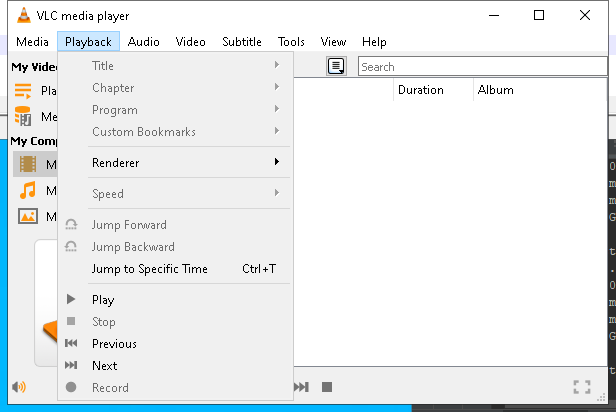 VLC media player
Media Playback Audio Video Subtitle Tools View Help
My Vide
Pla
Me
My Comp
M
M
M
Title
Chapter
Program
Custom Bookmarks
Renderer
Speed
Jump Forward
Jump Backward
Jump to Specific Time Ctrl+T
Play
Stop
Previous
Next
Record
Search
Duration Album